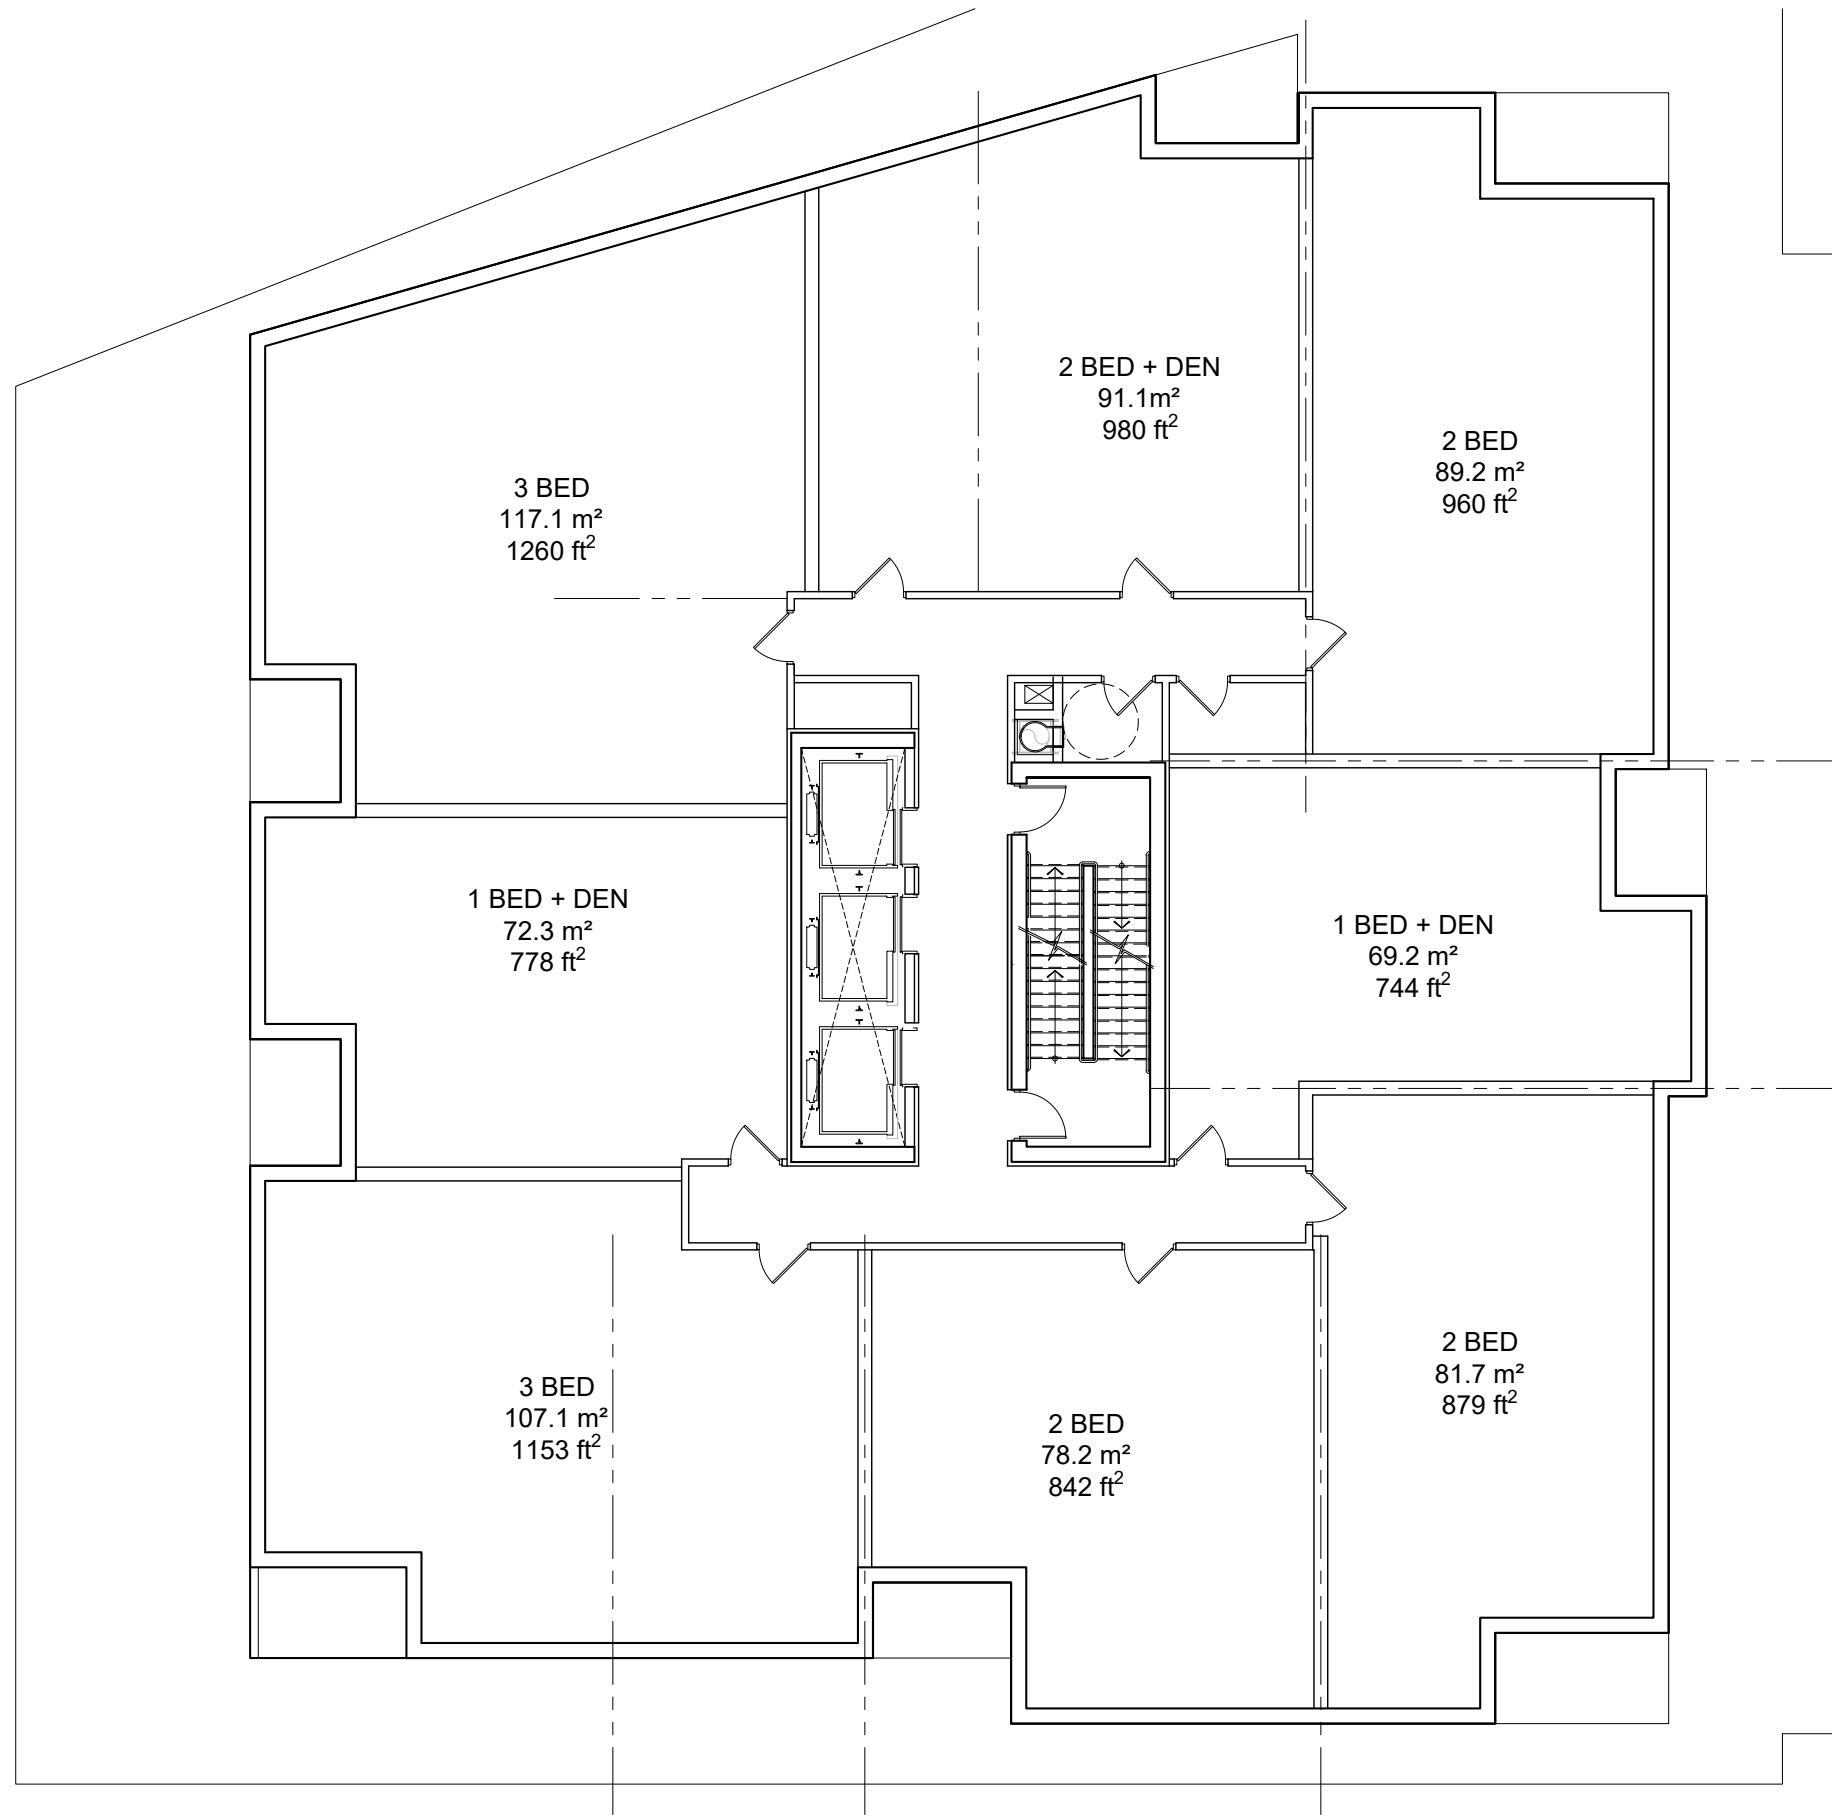 2 BED + DEN
91.1m²
980 ft²
2 BED
89.2 m²
960 ft²
3 BED
117.1 m²
1260 ft²
1 BED + DEN
72.3 m²
778 ft²
1 BED + DEN
69.2 m²
744 ft²
2 BED
81.7 m²
879 ft²
3 BED
107.1 m²
1153 ft²
2 BED
78.2 m²
842 ft²